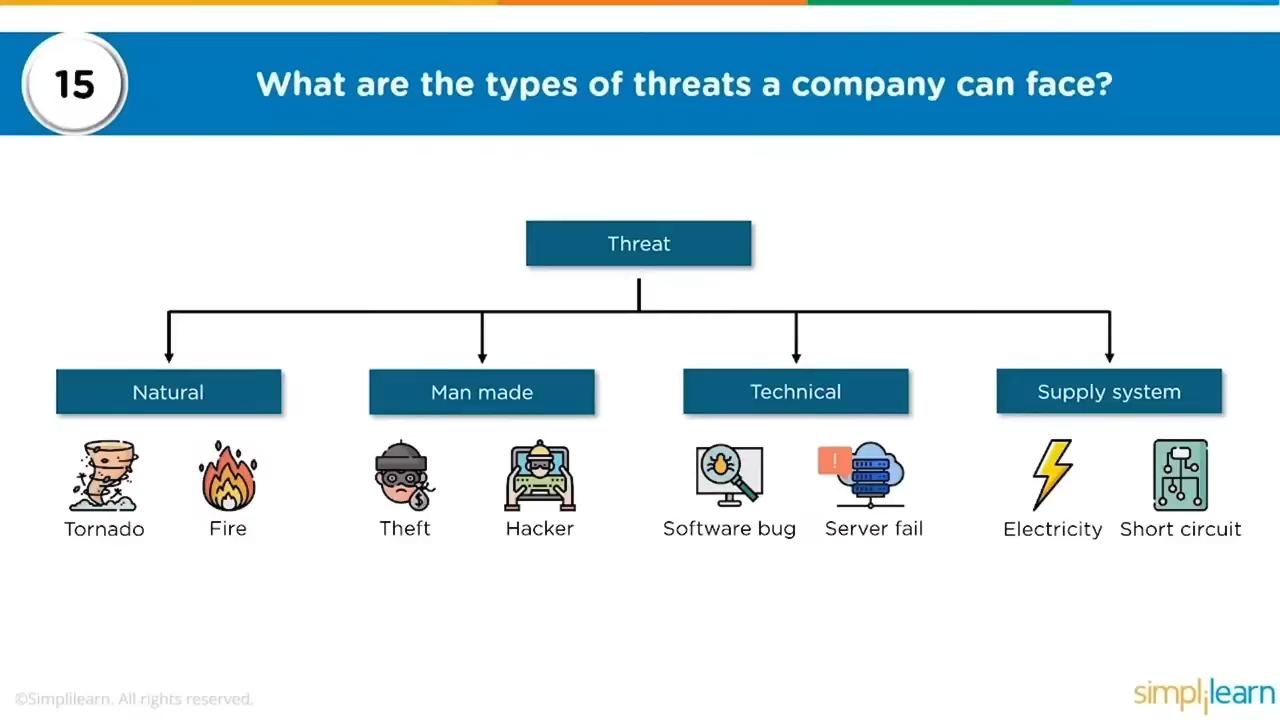 15
What are the types of threats a company can face?
Threat
Natural
Man made
Technical
Supply system
!
$
Tornado
Fire
Theft
Hacker
Software bug
Server fail
Electricity
Short circuit
©Simplilearn. All rights reserved.
simplilearn